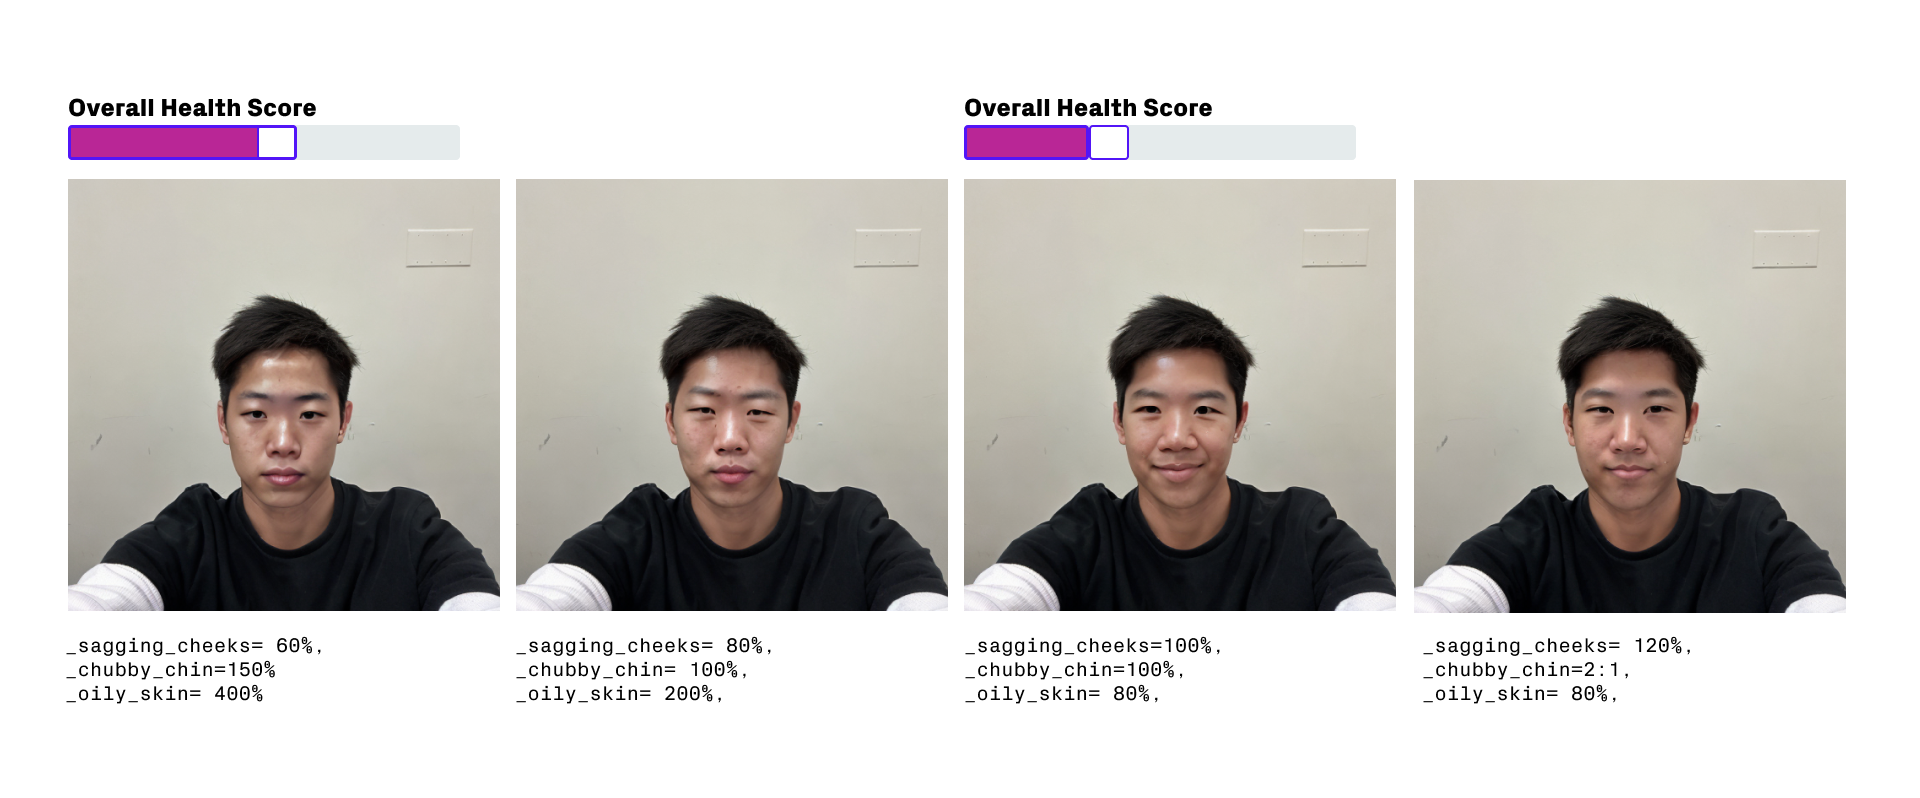 Overall Health Score
Overall Health Score
_sagging_cheeks= 60%,
_chubby_chin=150%
_oily_skin= 400%
_sagging_cheeks= 80%,
_chubby_chin= 100%,
_oily_skin= 200%,
_sagging_cheeks=100%,
_chubby_chin=100%,
_oily_skin= 80%,
_sagging_cheeks= 120%,
_chubby_chin=2:1,
_oily_skin= 80%,